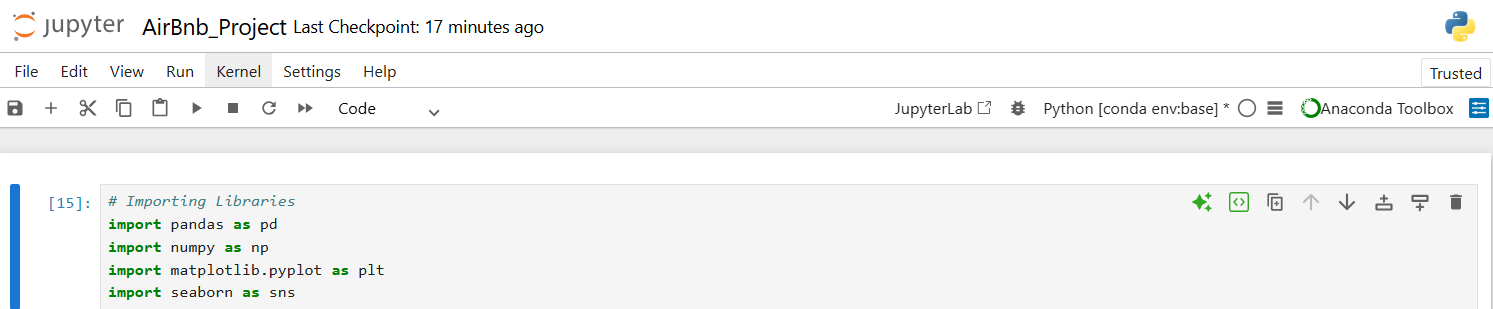 jupyter AirBnb_Project Last Checkpoint: 17 minutes ago
File Edit View Run Kernel Settings Help Trusted
Code JupyterLab Python [conda env:base] * Anaconda Toolbox
[15]: # Importing Libraries
import pandas as pd
import numpy as np
import matplotlib.pyplot as plt
import seaborn as sns